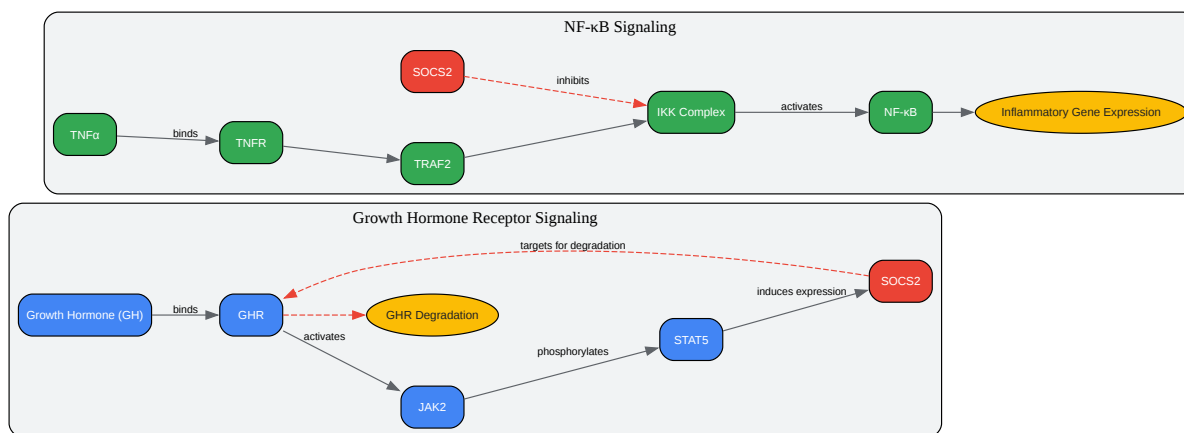 NF-κB Signaling
SOCS2
inhibits
IKK Complex
activates
NF-κB
Inflammatory Gene Expression
TNFα
binds
TNFR
TRAF2
Growth Hormone Receptor Signaling
targets for degradation
SOCS2
induces expression
Growth Hormone (GH)
binds
GHR
GHR Degradation
activates
STAT5
phosphorylates
JAK2